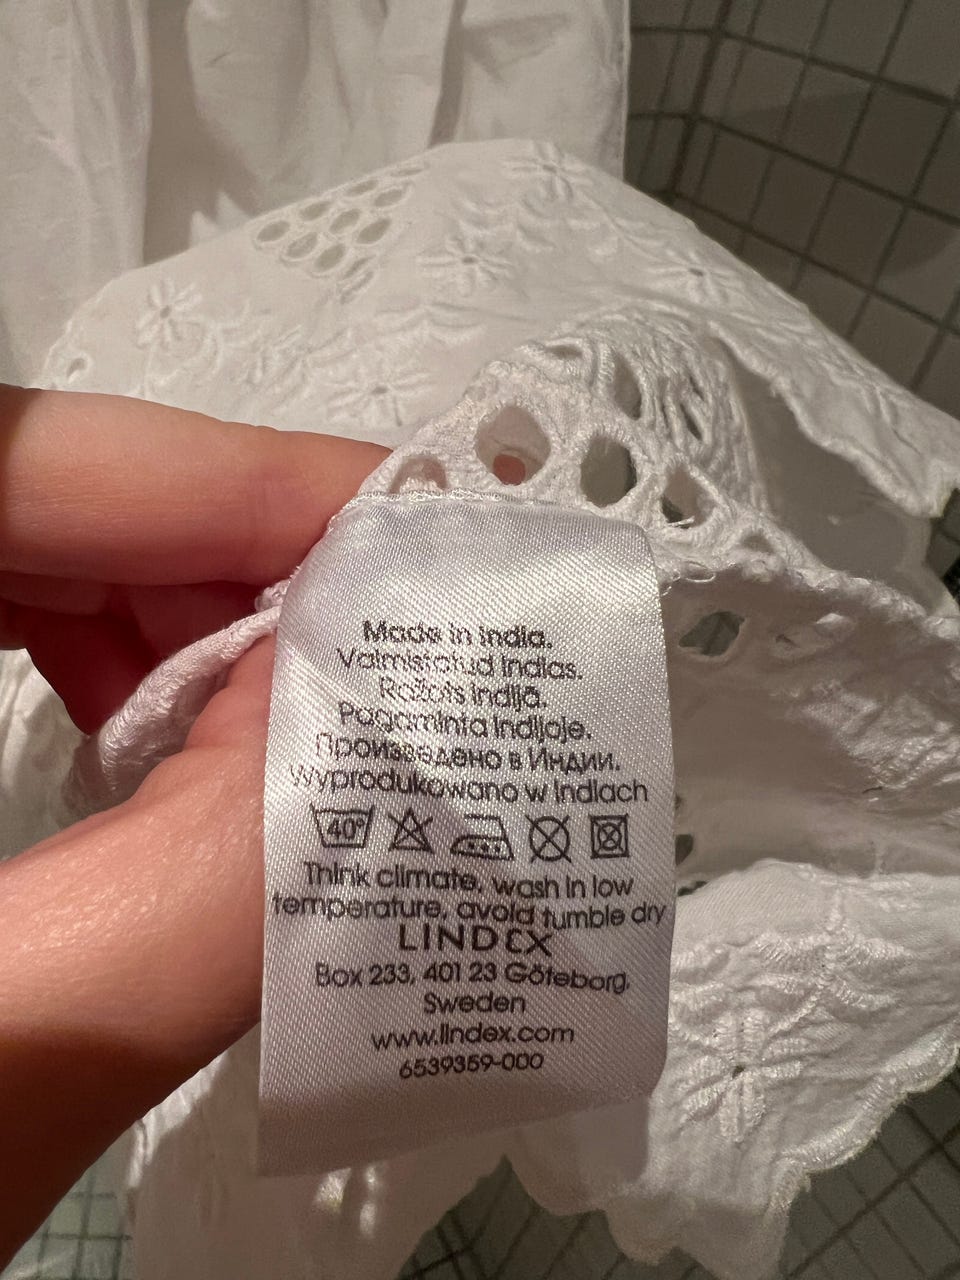 Made in India.
Valmistatud Indias.
Ražots Indijā.
Pagaminta Indijoje.
Произведено в Индии.
Wyprodukowano w Indiach
40°
Think climate, wash in low
temperature, avoid tumble dry
LINDEX
Box 233, 401 23 Göteborg,
Sweden
www.lindex.com
6539359-000